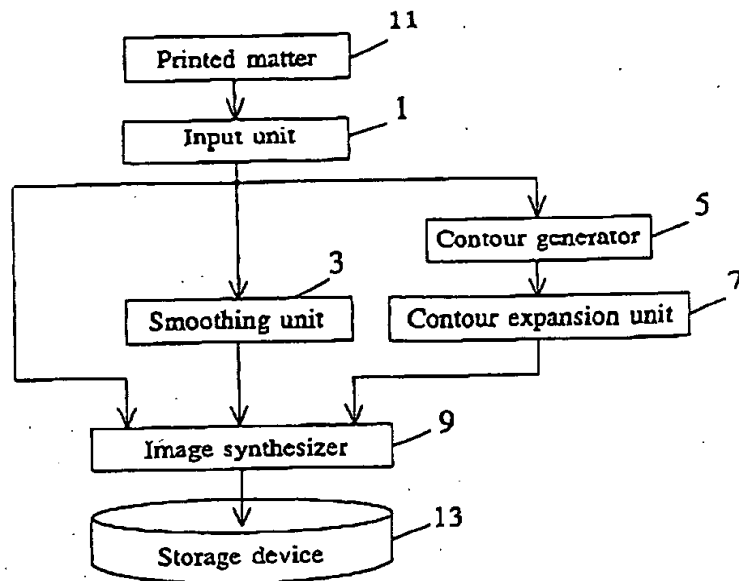 11
Printed matter
1
Input unit
5
Contour generator
3
7
Smoothing unit
Contour expansion unit
9
Image synthesizer
13
Storage device